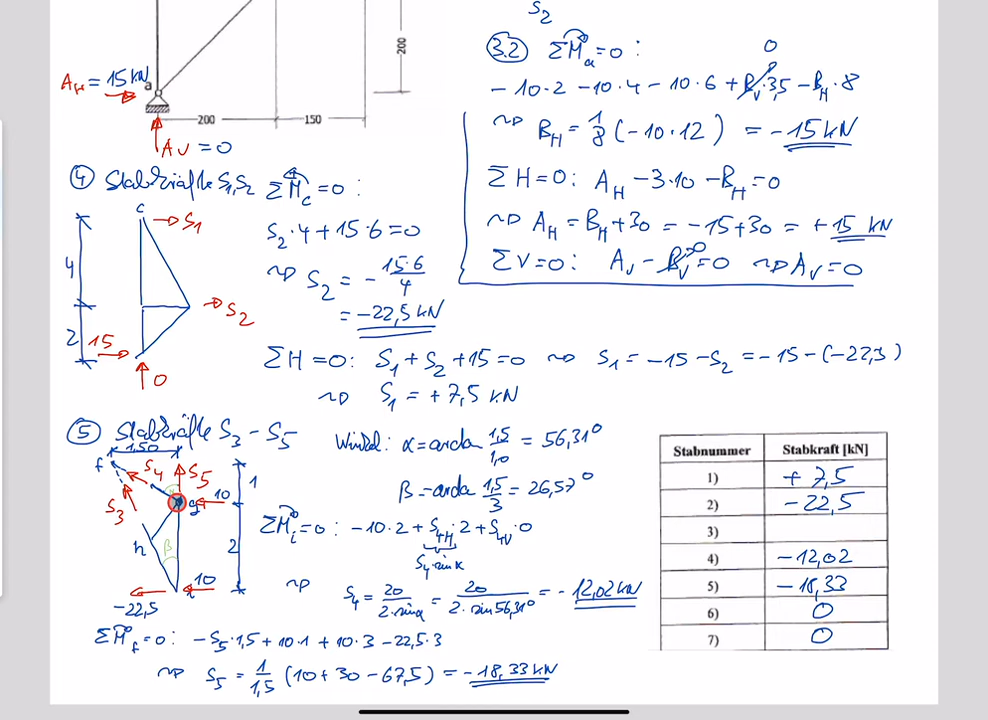 S₂
200
A_H = 15 kN
a
200
150
A_V = 0
3.2 ΣM_a = 0 :
0
- 10·2 - 10·4 - 10·6 + B_V·3,5 - B_H·8
~> B_H = 1/8 (-10·12) = -15 kN
ΣH=0: A_H - 3·10 - B_H = 0
~> A_H = B_H + 30 = -15 + 30 = +15 kN
ΣV=0: A_V - B_V = 0 ~> A_V = 0
④ Stabkräfte S₁, S₂ ΣM_c = 0 :
c
S₁
4
S₂
2
15
0
S₂·4 + 15·6 = 0
~> S₂ = - 15·6/4
= -22,5 kN
ΣH=0: S₁ + S₂ + 15 = 0 ~> S₁ = -15 - S₂ = -15 - (-22,5)
~> S₁ = +7,5 kN
⑤ Stabkräfte S₃ - S₅
1,50
f
S₄
S₅
S₃
α
g
10
1
h
β
2
i
10
-22,5
Winkel: α = arcta 1,5/1,0 = 56,31°
β = arcta 1,5/3 = 26,57°
ΣM_i = 0 : -10·2 + S₄H·2 + S₄V·0
S₄·sin α
~> S₄ = 20/2·sinα = 20/2·sin56,31° = -12,02 kN
ΣM_f = 0: -S₅·1,5 + 10·1 + 10·3 - 22,5·3
~> S₅ = 1/1,5 (10 + 30 - 67,5) = -18,33 kN
Stabnummer Stabkraft [kN]
1) + 7,5
2) -22,5
3)
4) -12,02
5) -18,33
6) 0
7) 0